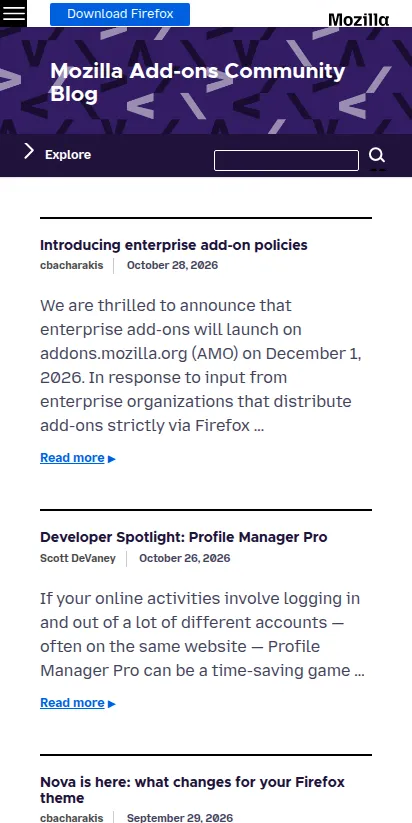 Download Firefox
Mozilla
Mozilla Add-ons Community
Blog
Explore
Introducing enterprise add-on policies
cbacharakis
October 28, 2026
We are thrilled to announce that
enterprise add-ons will launch on
addons.mozilla.org (AMO) on December 1,
2026. In response to input from
enterprise organizations that distribute
add-ons strictly via Firefox ...
Read more ▶
Developer Spotlight: Profile Manager Pro
Scott DeVaney
October 26, 2026
If your online activities involve logging in
and out of a lot of different accounts —
often on the same website — Profile
Manager Pro can be a time-saving game ...
Read more ▶
Nova is here: what changes for your Firefox
theme
cbacharakis
September 29, 2026